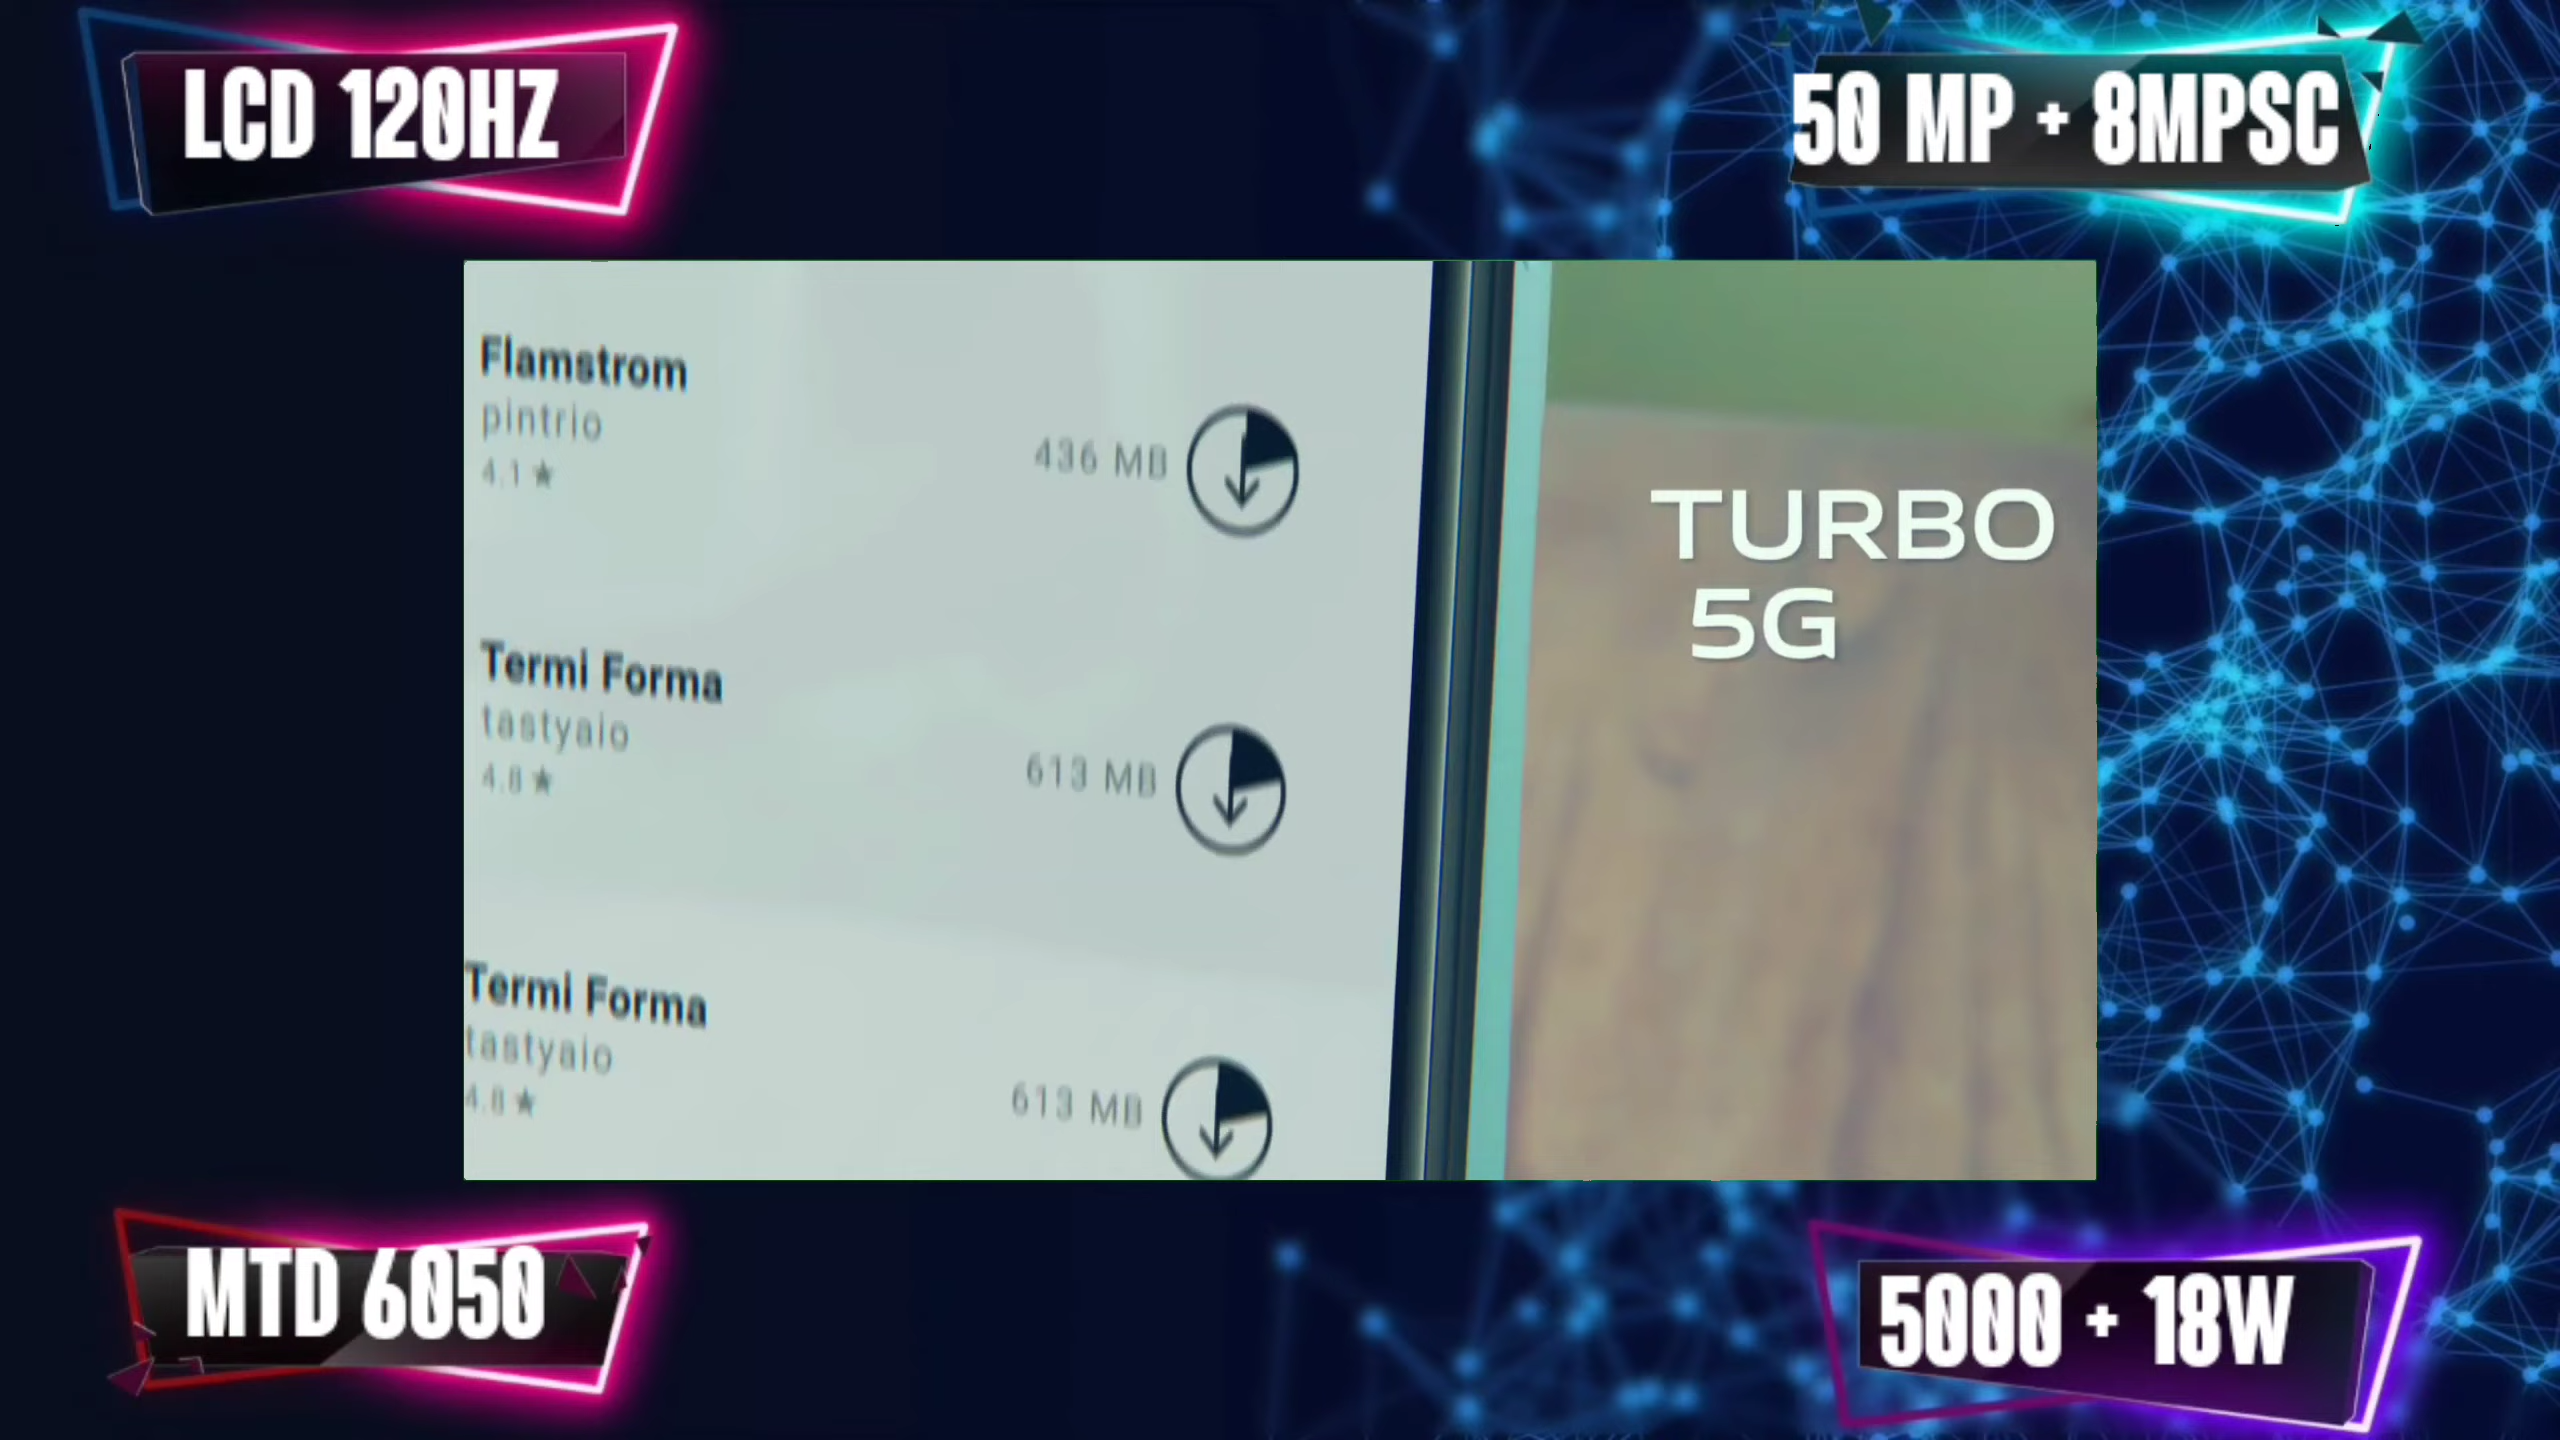 LCD 120HZ
50 MP + 8MPSC
Flamstrom
pintrio
4.1 ★
436 MB
TURBO
5G
Termi Forma
tastyaio
4.8 ★
613 MB
Termi Forma
tastyaio
4.8 ★
613 MB
MTD 6050
5000 + 18W